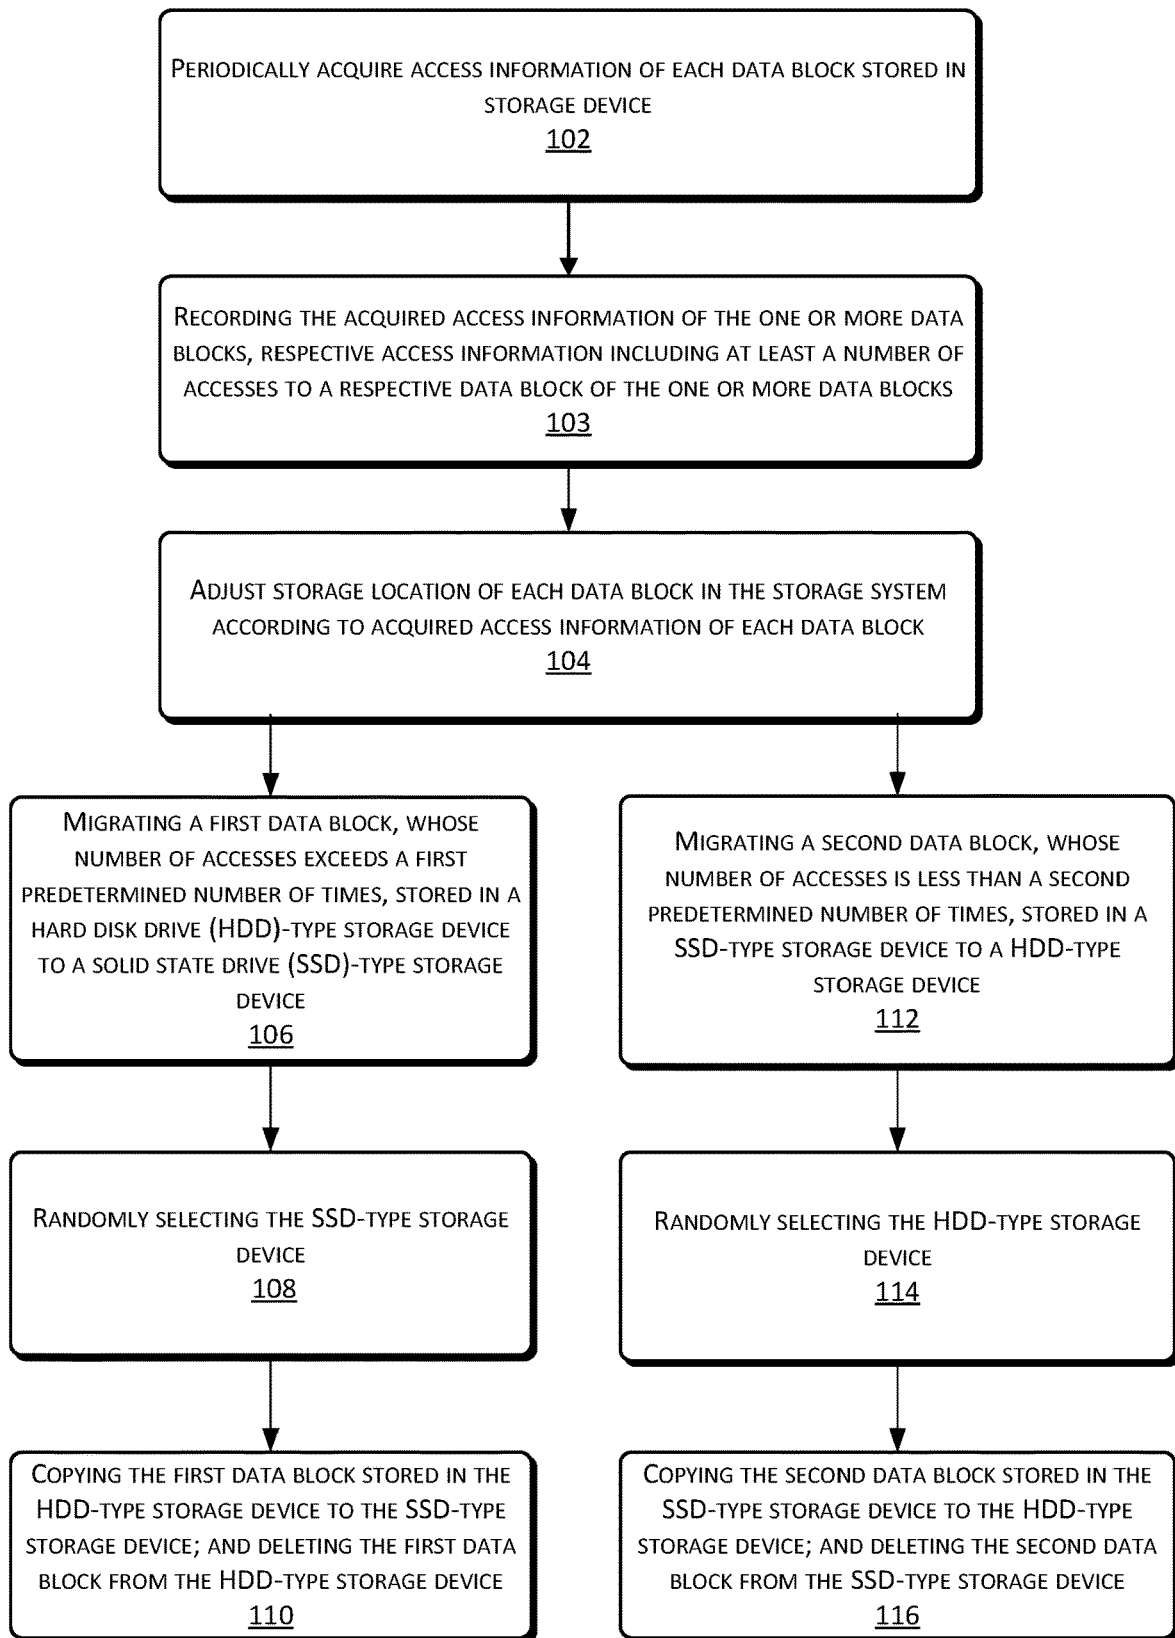 PERIODICALLY ACQUIRE ACCESS INFORMATION OF EACH DATA BLOCK STORED IN
STORAGE DEVICE
102
RECORDING THE ACQUIRED ACCESS INFORMATION OF THE ONE OR MORE DATA
BLOCKS, RESPECTIVE ACCESS INFORMATION INCLUDING AT LEAST A NUMBER OF
ACCESSES TO A RESPECTIVE DATA BLOCK OF THE ONE OR MORE DATA BLOCKS
103
ADJUST STORAGE LOCATION OF EACH DATA BLOCK IN THE STORAGE SYSTEM
ACCORDING TO ACQUIRED ACCESS INFORMATION OF EACH DATA BLOCK
104
MIGRATING A FIRST DATA BLOCK, WHOSE
NUMBER OF ACCESSES EXCEEDS A FIRST
PREDETERMINED NUMBER OF TIMES, STORED IN A
HARD DISK DRIVE (HDD)-TYPE STORAGE DEVICE
TO A SOLID STATE DRIVE (SSD)-TYPE STORAGE
DEVICE
106
RANDOMLY SELECTING THE SSD-TYPE STORAGE
DEVICE
108
COPYING THE FIRST DATA BLOCK STORED IN THE
HDD-TYPE STORAGE DEVICE TO THE SSD-TYPE
STORAGE DEVICE; AND DELETING THE FIRST DATA
BLOCK FROM THE HDD-TYPE STORAGE DEVICE
110
MIGRATING A SECOND DATA BLOCK, WHOSE
NUMBER OF ACCESSES IS LESS THAN A SECOND
PREDETERMINED NUMBER OF TIMES, STORED IN A
SSD-TYPE STORAGE DEVICE TO A HDD-TYPE
STORAGE DEVICE
112
RANDOMLY SELECTING THE HDD-TYPE STORAGE
DEVICE
114
COPYING THE SECOND DATA BLOCK STORED IN THE
SSD-TYPE STORAGE DEVICE TO THE HDD-TYPE
STORAGE DEVICE; AND DELETING THE SECOND DATA
BLOCK FROM THE SSD-TYPE STORAGE DEVICE
116